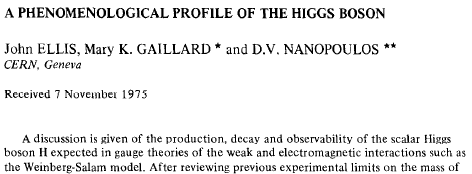 A PHENOMENOLOGICAL PROFILE OF THE HIGGS BOSON
John ELLIS, Mary K. GAILLARD * and D.V. NANOPOULOS **
CERN, Geneva
Received 7 November 1975
A discussion is given of the production, decay and observability of the scalar Higgs
boson H expected in gauge theories of the weak and electromagnetic interactions such as
the Weinberg-Salam model. After reviewing previous experimental limits on the mass of